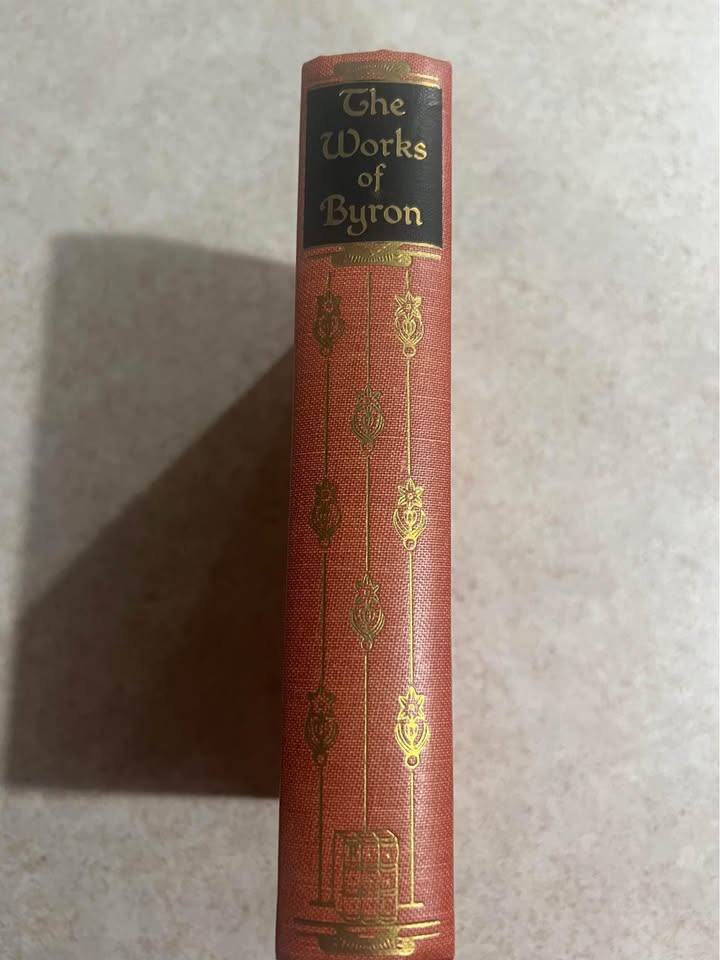 The
Works
of
Byron